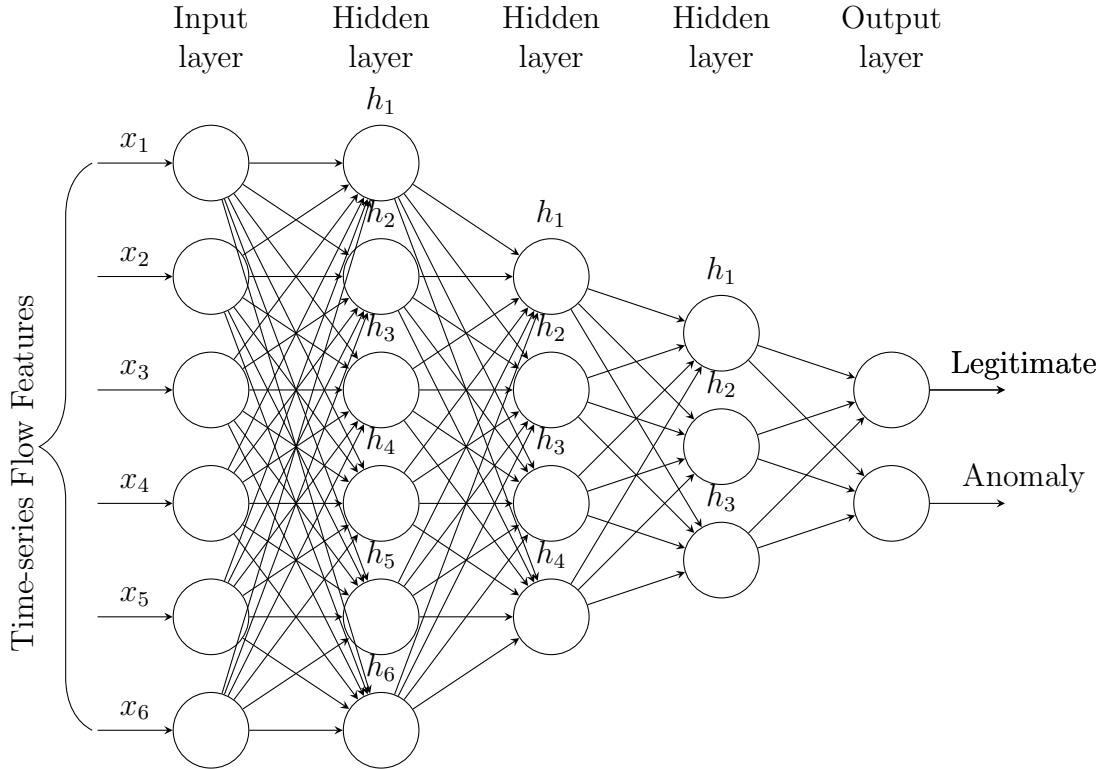 Input
layer
Hidden
layer
Hidden
layer
Hidden
layer
Output
layer
Time-series Flow Features
x₁
x₂
x₃
x₄
x₅
x₆
h₁
h₂
h₃
h₄
h₅
h₆
h₁
h₂
h₃
h₄
h₁
h₂
h₃
Legitimate
Anomaly